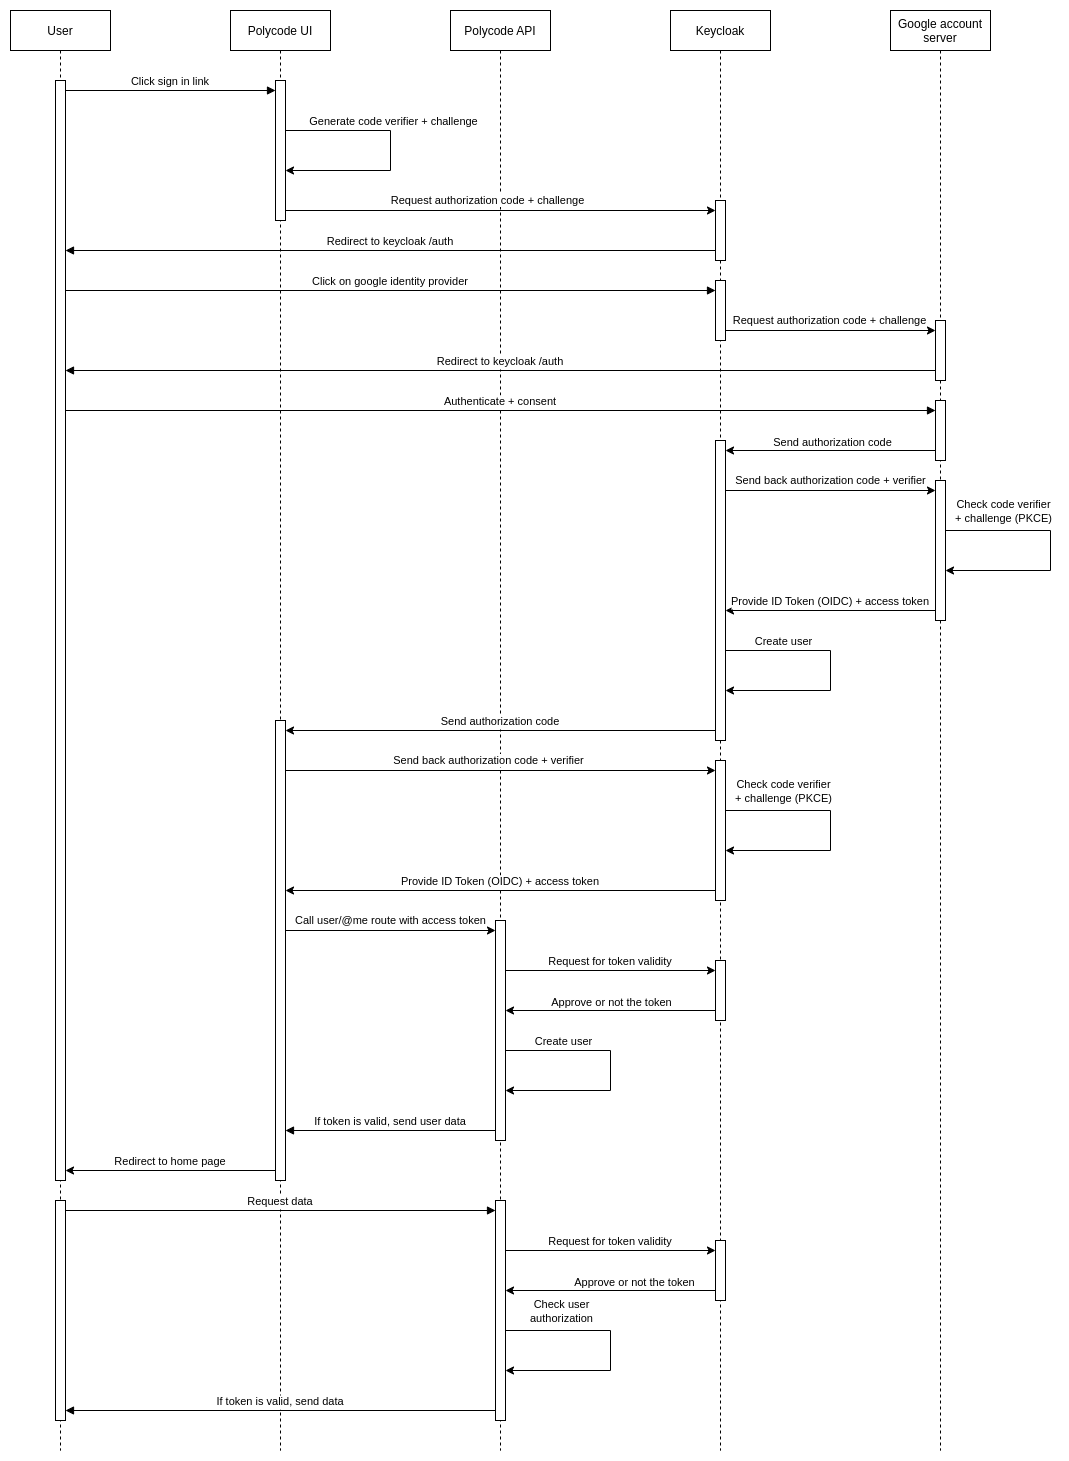 User
Polycode UI
Polycode API
Keycloak
Google account
server
Click sign in link
Generate code verifier + challenge
Request authorization code + challenge
Redirect to keycloak /auth
Click on google identity provider
Request authorization code + challenge
Redirect to keycloak /auth
Authenticate + consent
Send authorization code
Send back authorization code + verifier
Check code verifier
+ challenge (PKCE)
Provide ID Token (OIDC) + access token
Create user
Send authorization code
Send back authorization code + verifier
Check code verifier
+ challenge (PKCE)
Provide ID Token (OIDC) + access token
Call user/@me route with access token
Request for token validity
Approve or not the token
Create user
If token is valid, send user data
Redirect to home page
Request data
Request for token validity
Approve or not the token
Check user
authorization
If token is valid, send data